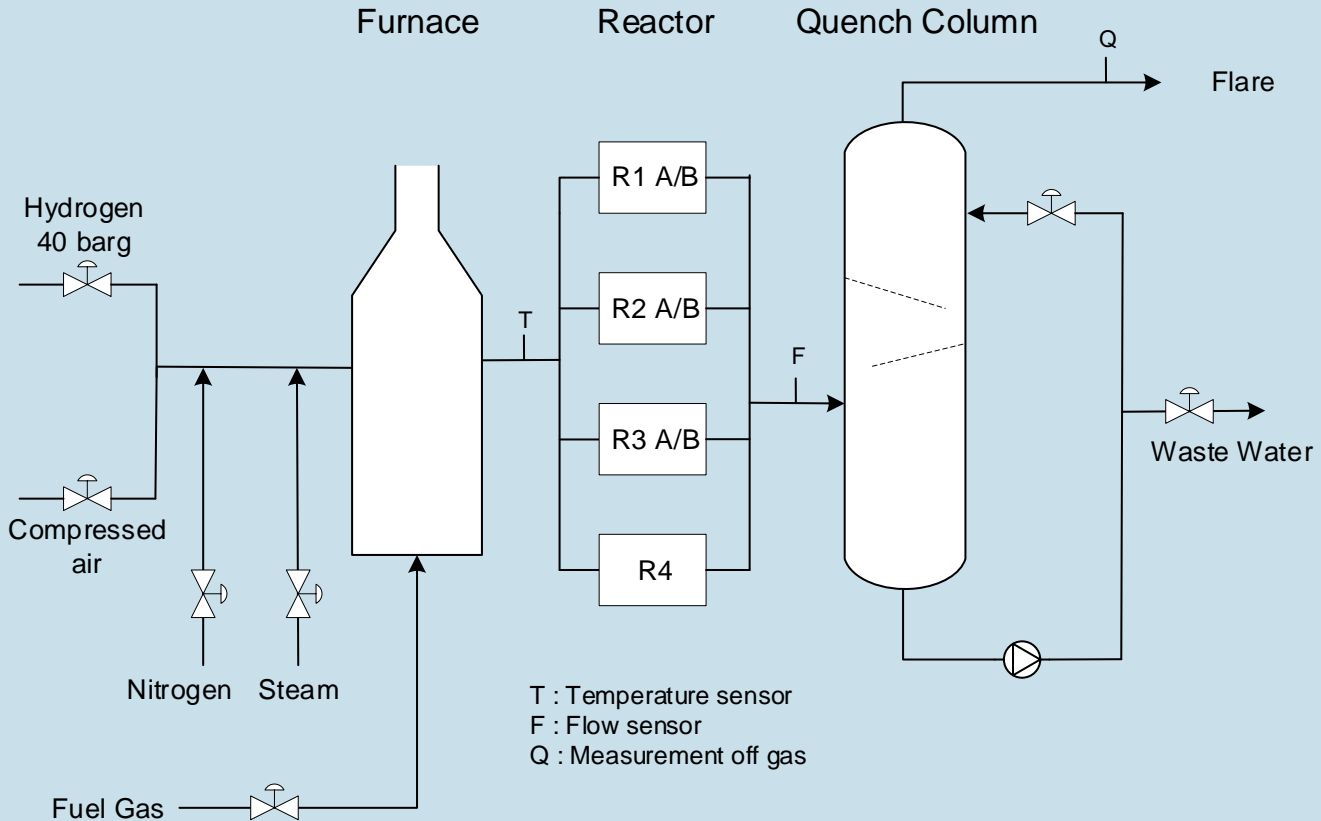 Furnace
Reactor
Quench Column
Q
Flare
R1 A/B
Hydrogen
40 barg
R2 A/B
T
F
R3 A/B
Waste Water
Compressed
air
R4
Nitrogen
Steam
T : Temperature sensor
F : Flow sensor
Q : Measurement off gas
Fuel Gas